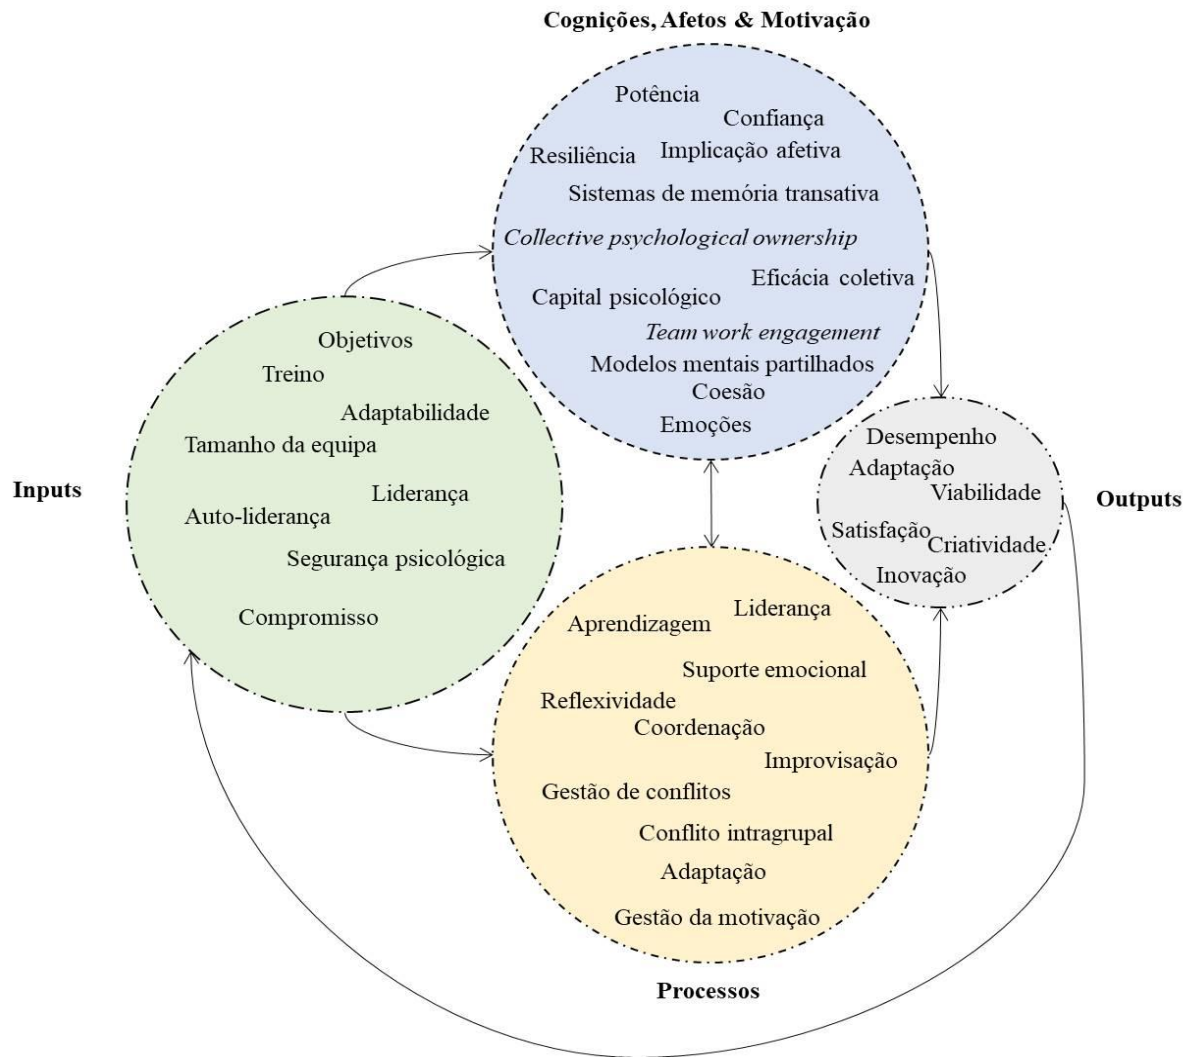 Cognições, Afetos & Motivação
Potência
Confiança
Implicação afetiva
Resiliência
Sistemas de memória transativa
Collective psychological ownership
Eficácia coletiva
Capital psicológico
Team work engagement
Modelos mentais partilhados
Coesão
Emoções
Inputs
Objetivos
Treino
Adaptabilidade
Tamanho da equipa
Liderança
Auto-liderança
Segurança psicológica
Compromisso
Desempenho
Adaptação
Viabilidade
Satisfação
Criatividade
Inovação
Outputs
Liderança
Aprendizagem
Suporte emocional
Reflexividade
Coordenação
Improvisação
Gestão de conflitos
Conflito intragrupal
Adaptação
Gestão da motivação
Processos